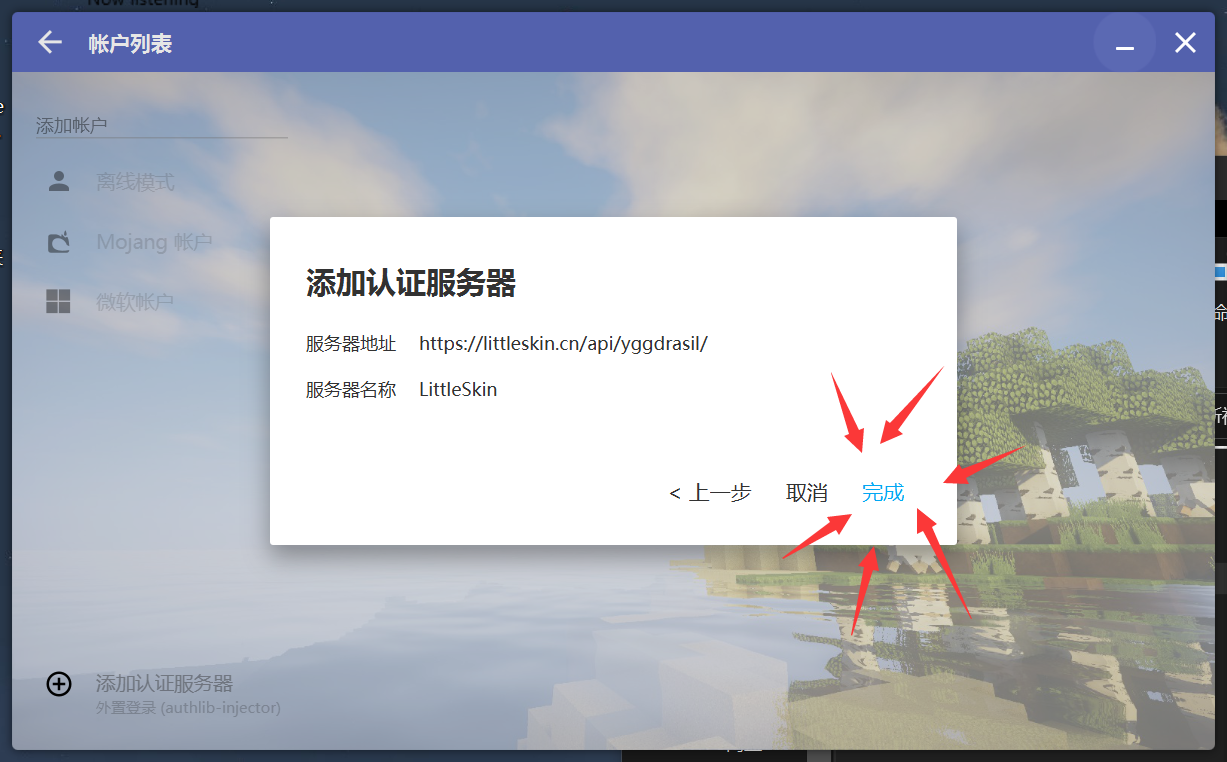 Now listening
帐户列表
添加帐户
离线模式
Mojang 帐户
微软帐户
添加认证服务器
服务器地址 https://littleskin.cn/api/yggdrasil/
服务器名称 LittleSkin
< 上一步 取消 完成
添加认证服务器
外置登录 (authlib-injector)